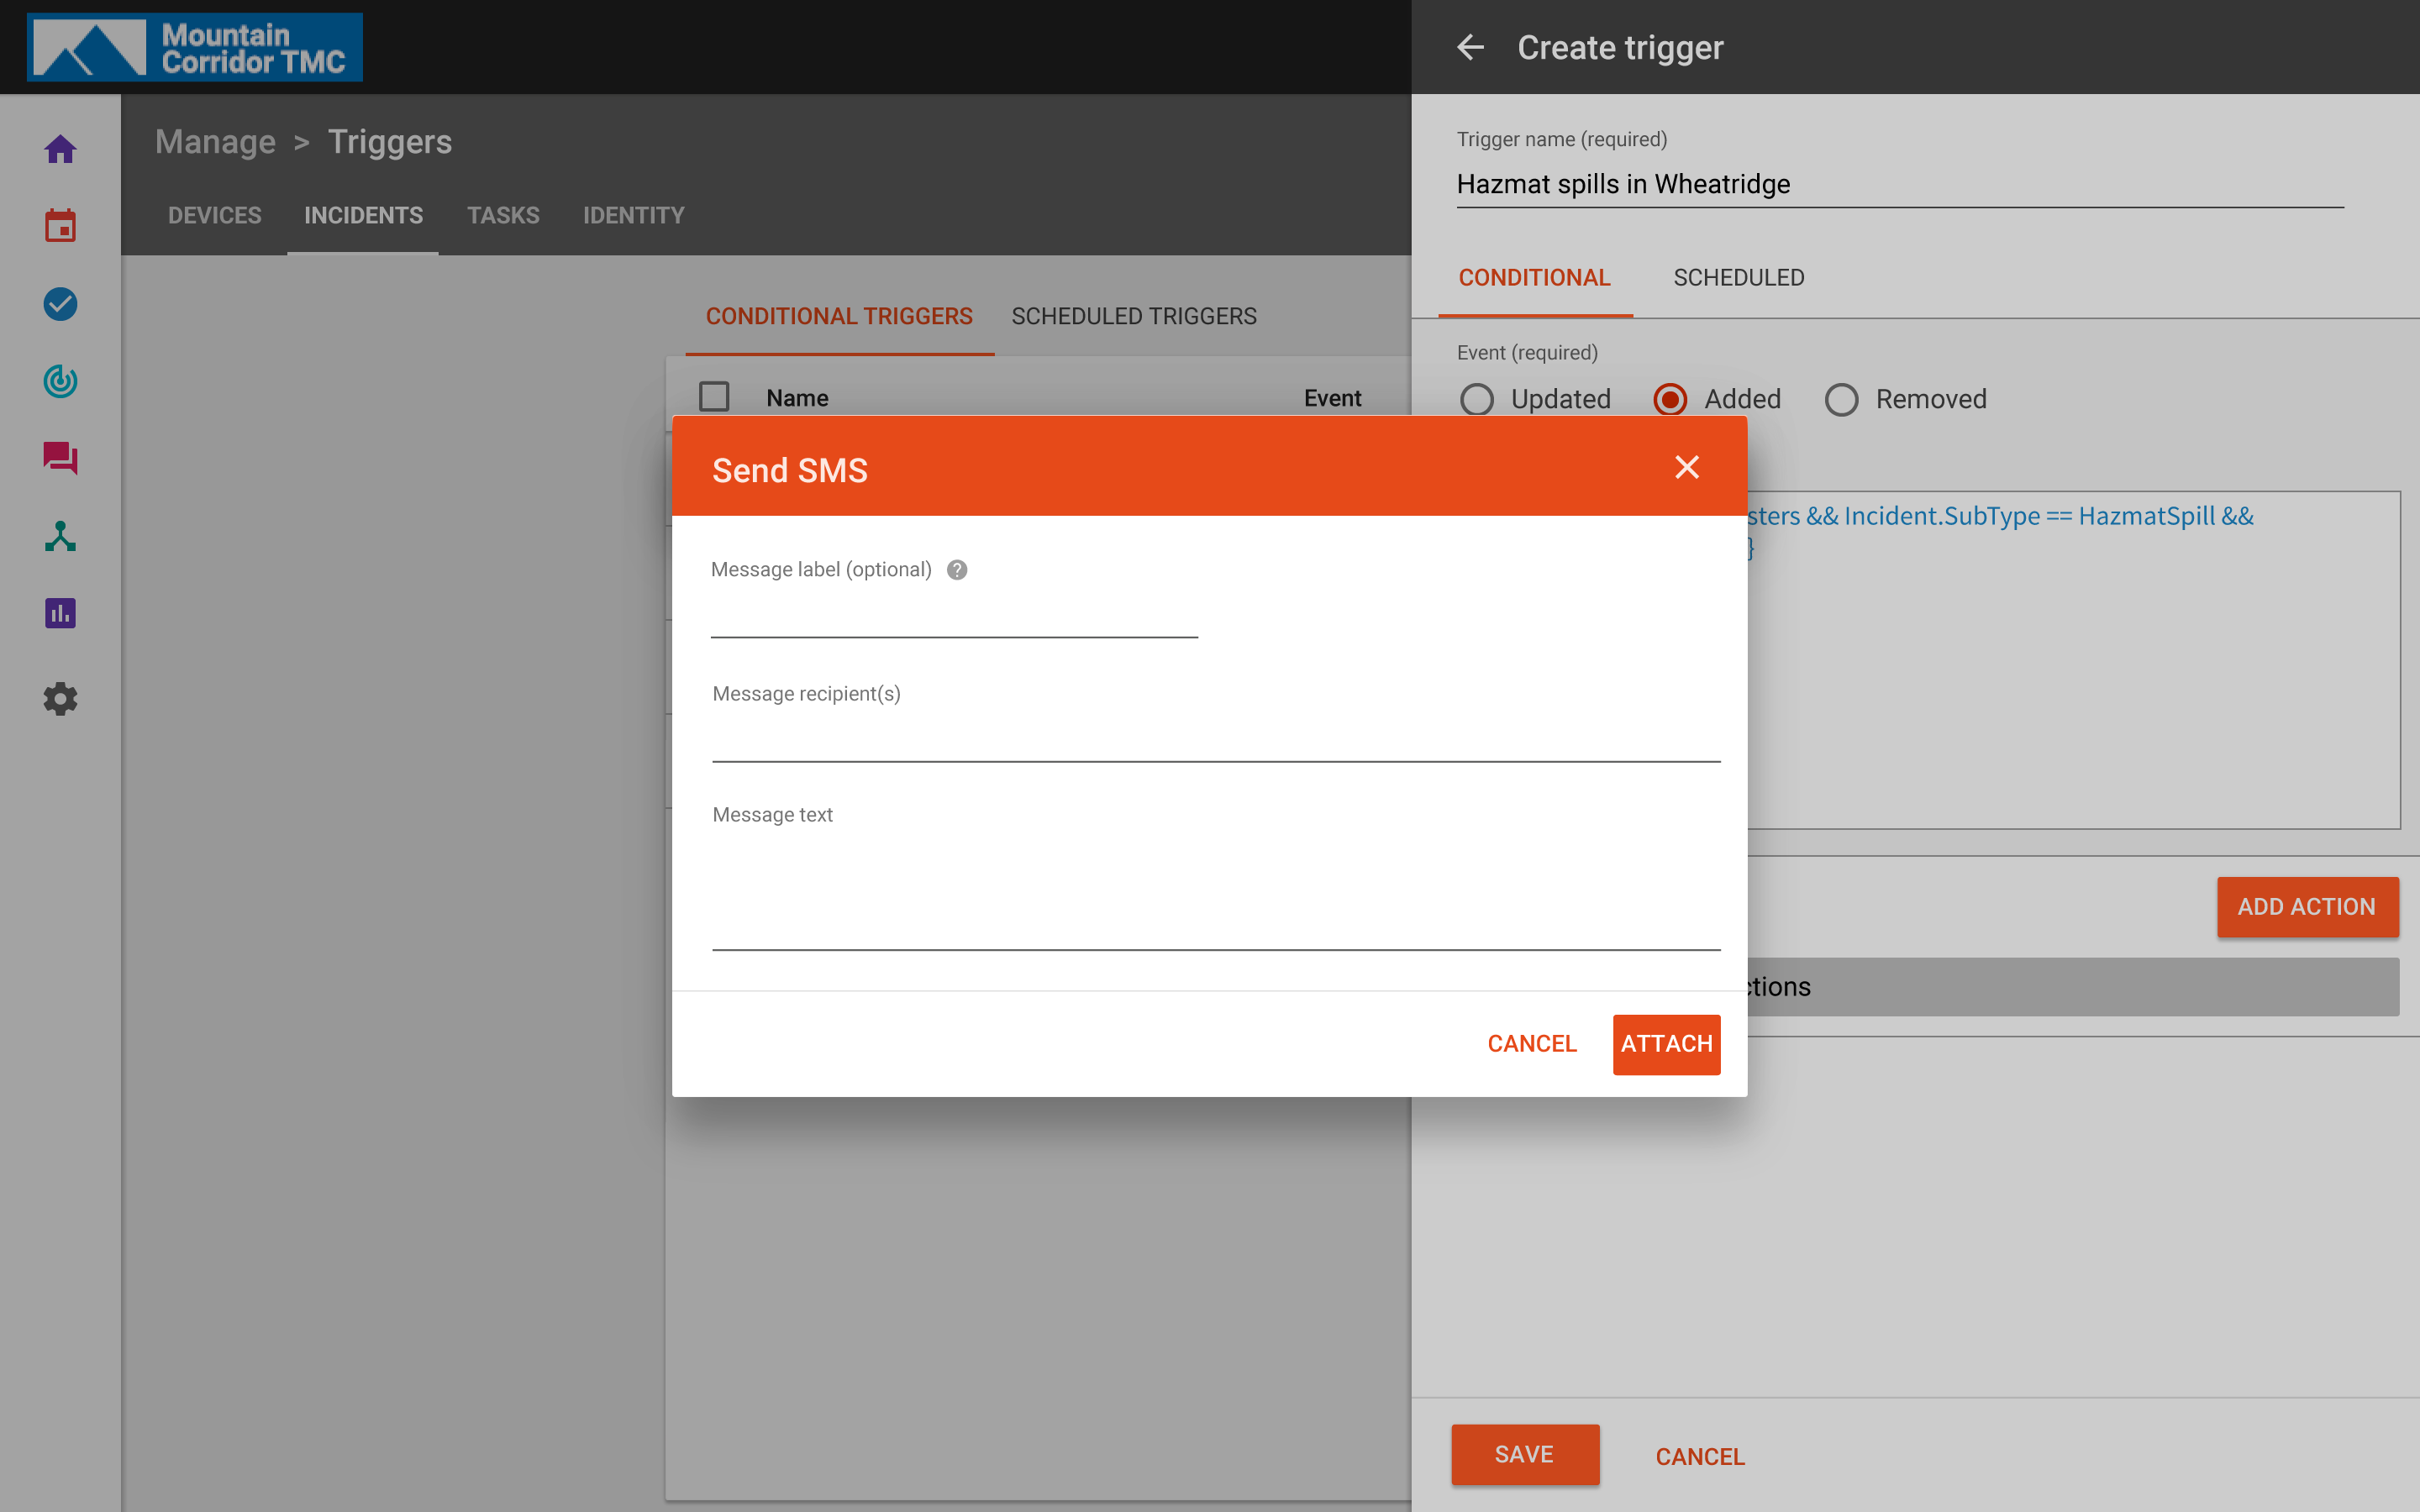 Mountain
Corridor TMC
Create trigger
Manage > Triggers
DEVICES INCIDENTS TASKS IDENTITY
Trigger name (required)
Hazmat spills in Wheatridge
CONDITIONAL SCHEDULED
CONDITIONAL TRIGGERS SCHEDULED TRIGGERS
Event (required)
Updated Added Removed
Name Event
Send SMS
&& Incident.SubType == HazmatSpill &&
}
Message label (optional) ?
Message recipient(s)
Message text
ADD ACTION
CANCEL ATTACH
SAVE CANCEL